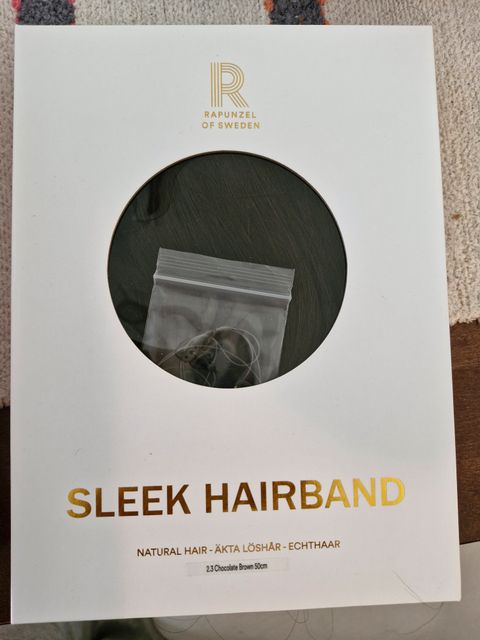 R
RAPUNZEL
OF SWEDEN
SLEEK HAIRBAND
NATURAL HAIR - ÄKTA LÖSHÅR - ECHTHAAR
2.3 Chocolate Brown 50cm